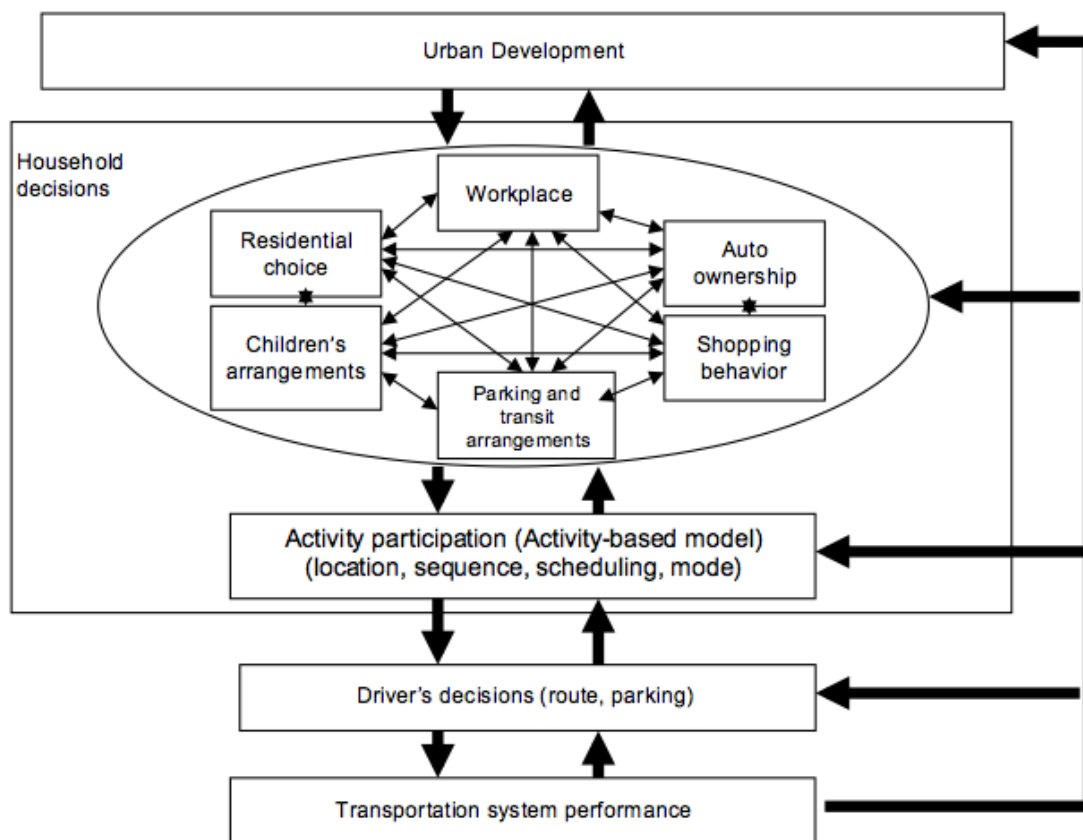 Urban Development
Household
decisions
Workplace
Residential
choice
Auto
ownership
Children's
arrangements
Shopping
behavior
Parking and
transit
arrangements
Activity participation (Activity-based model)
(location, sequence, scheduling, mode)
Driver’s decisions (route, parking)
Transportation system performance